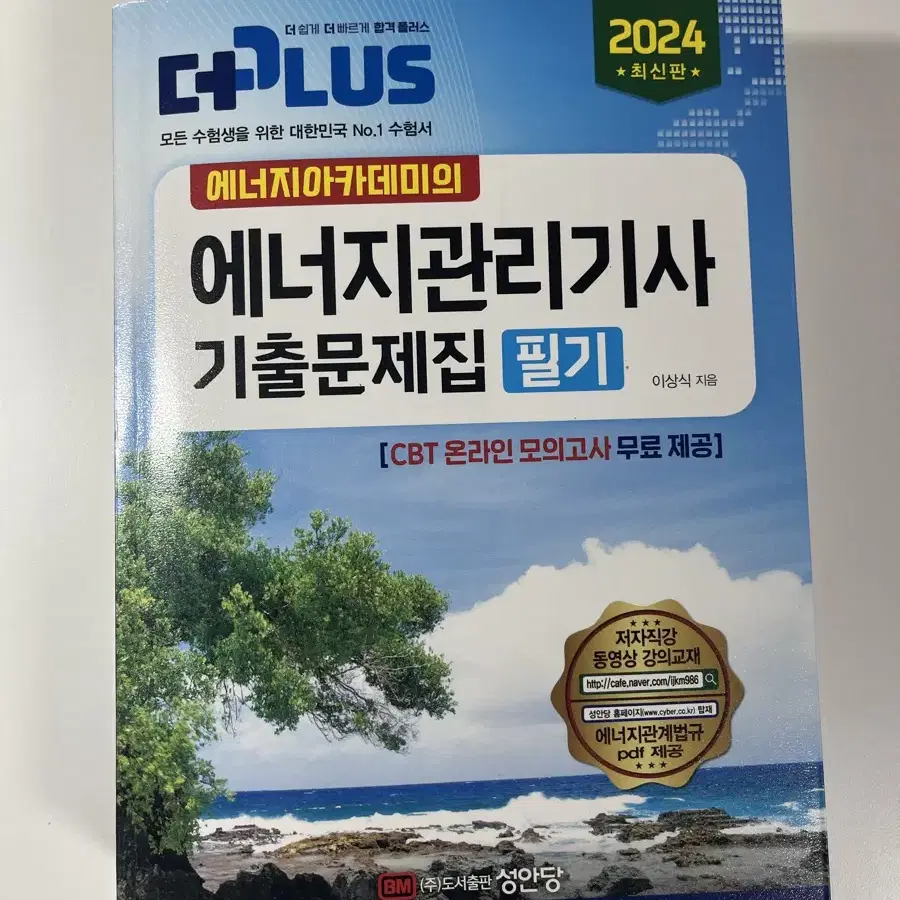 더 쉽게 더 빠르게 합격 플러스
더PLUS
모든 수험생을 위한 대한민국 No.1 수험서
2024
★최신판★
에너지아카데미의
에너지관리기사
기출문제집 필기
이상식 지음
[CBT 온라인 모의고사 무료 제공]
★★★
저자직강
동영상 강의교재
http://cafe.naver.com/ijkm986
성안당 홈페이지(www.cyber.co.kr) 탑재
에너지관계법규
pdf 제공
★★★
BM (주)도서출판 성안당